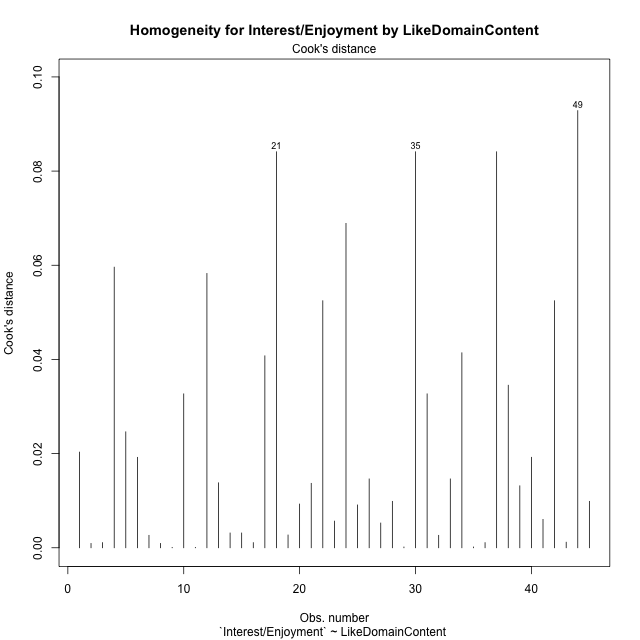 Homogeneity for Interest/Enjoyment by LikeDomainContent
Cook's distance
0.10
0.08
0.06
0.04
0.02
0.00
Cook's distance
21
35
49
0
10
20
30
40
Obs. number
`Interest/Enjoyment` ~ LikeDomainContent